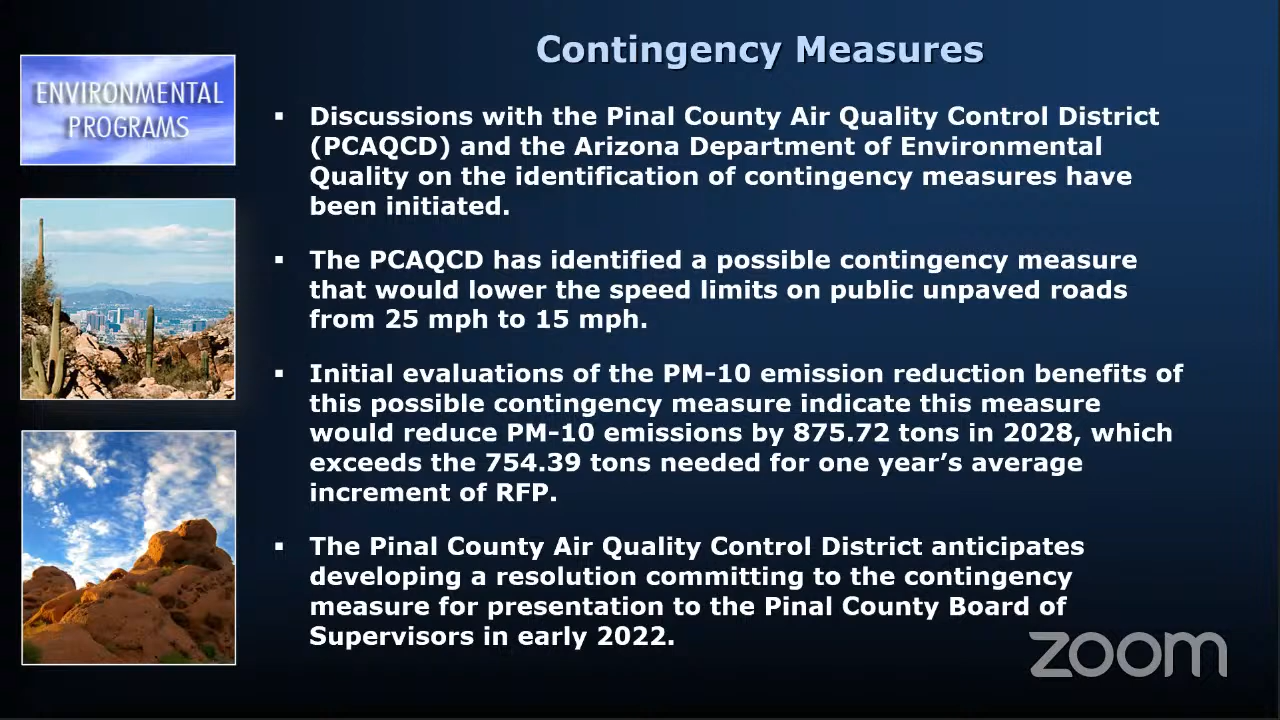 Contingency Measures
ENVIRONMENTAL
PROGRAMS
▪ Discussions with the Pinal County Air Quality Control District
(PCAQCD) and the Arizona Department of Environmental
Quality on the identification of contingency measures have
been initiated.
▪ The PCAQCD has identified a possible contingency measure
that would lower the speed limits on public unpaved roads
from 25 mph to 15 mph.
▪ Initial evaluations of the PM-10 emission reduction benefits of
this possible contingency measure indicate this measure
would reduce PM-10 emissions by 875.72 tons in 2028, which
exceeds the 754.39 tons needed for one year’s average
increment of RFP.
▪ The Pinal County Air Quality Control District anticipates
developing a resolution committing to the contingency
measure for presentation to the Pinal County Board of
Supervisors in early 2022.
zoom